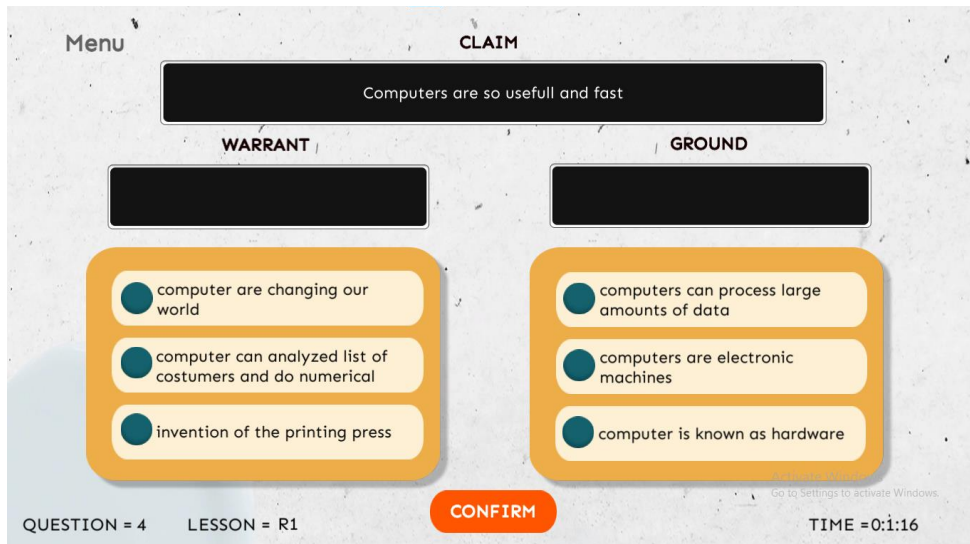 Menu
CLAIM
Computers are so usefull and fast
WARRANT
GROUND
computer are changing our
world
computer can analyzed list of
costumers and do numerical
invention of the printing press
computers can process large
amounts of data
computers are electronic
machines
computer is known as hardware
Activate Windows
Go to Settings to activate Windows.
CONFIRM
QUESTION = 4
LESSON = R1
TIME =0:1:16